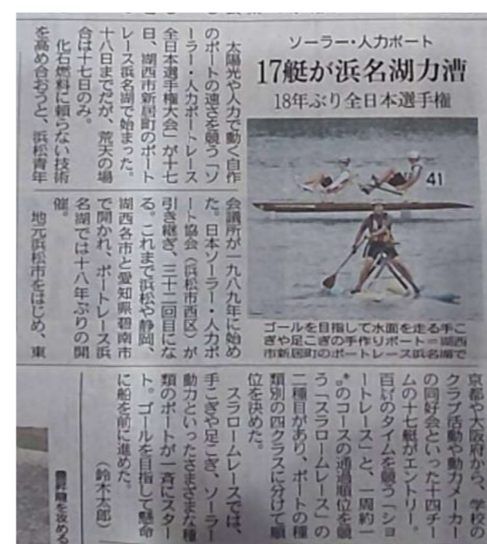 ソーラー・人力ボート
17艇が浜名湖力漕
18年ぶり全日本選手権
41
ゴールを目指して水面を走る手こ
ぎや足こぎの手作りボート＝湖西
市新居町のボートレース浜名湖で
太陽光や人力で動く自作
のボートの速さを競う「ソ
ーラー・人力ボートレース
全日本選手権大会」が十七
日、湖西市新居町のボート
レース浜名湖で始まった。
十八日までだが、荒天の場
合は十七日のみ。
化石燃料に頼らない技術
を高め合おうと、浜松青年
会議所が一九八九年に始め
た。日本ソーラー・人力ボ
ート協会（浜松市西区）が
引き継ぎ、三十二回目にな
る。これまで浜松や静岡、
湖西各市と愛知県碧南市
で開かれ、ボートレース浜
名湖では十八年ぶりの開
催。
地元浜松市をはじめ、東
京都や大阪府から、学校の
クラブ活動や動力メーカー
の同好会といった十四チー
ムの十七艇がエントリー。
百㍍のタイムを競う「ショ
ートレース」と、一周約一
㌔のコースの通過順位を競
う「スラロームレース」の
二種目があり、ボートの種
類別の四クラスに分けて順
位を決めた。
スラロームレースでは、
手こぎや足こぎ、ソーラー
動力といったさまざまな種
類のボートが一斉にスター
ト。ゴールを目指して懸命
に船を前に進めた。
（鈴木太郎）
を攻める